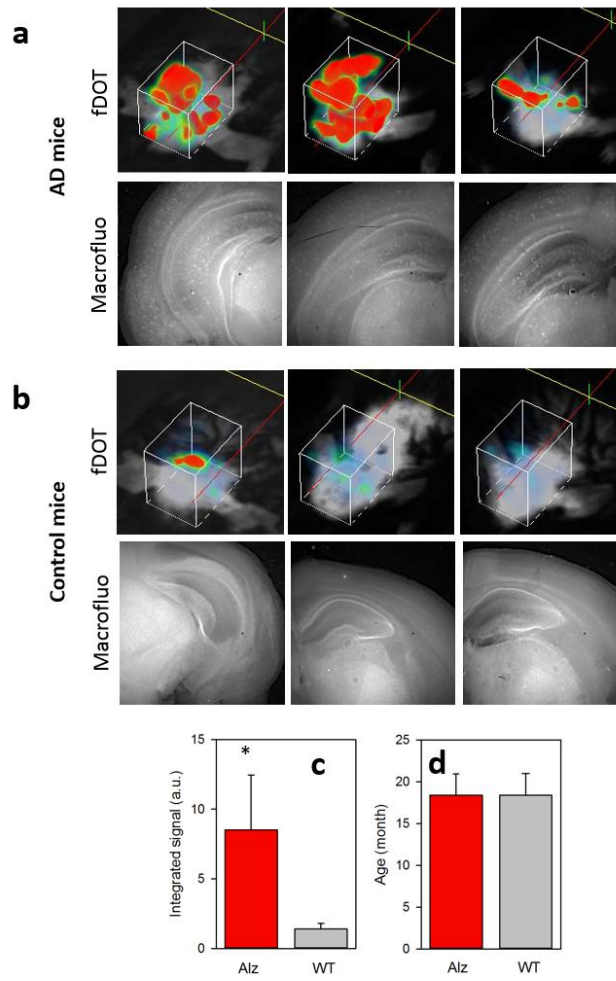 a
AD mice
fDOT
Macrofluo
b
Control mice
fDOT
Macrofluo
c
Integrated signal (a.u.)
15
10
5
0
*
Alz
WT
d
Age (month)
25
20
15
10
5
0
Alz
WT